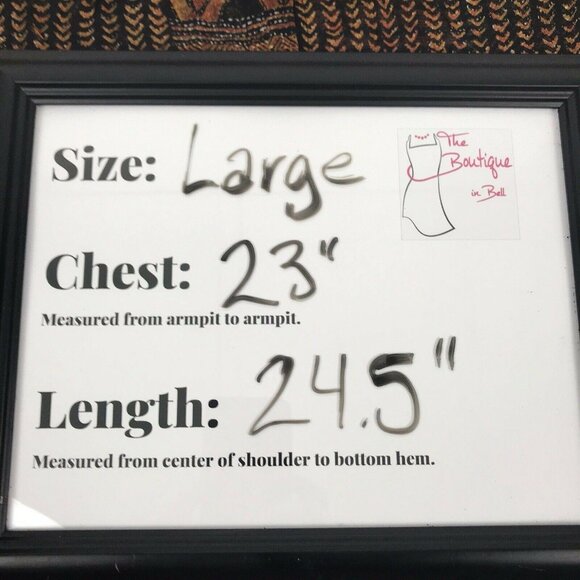 Size: Large
The
Boutique
in Bell
Chest: 23"
Measured from armpit to armpit.
Length: 24.5"
Measured from center of shoulder to bottom hem.